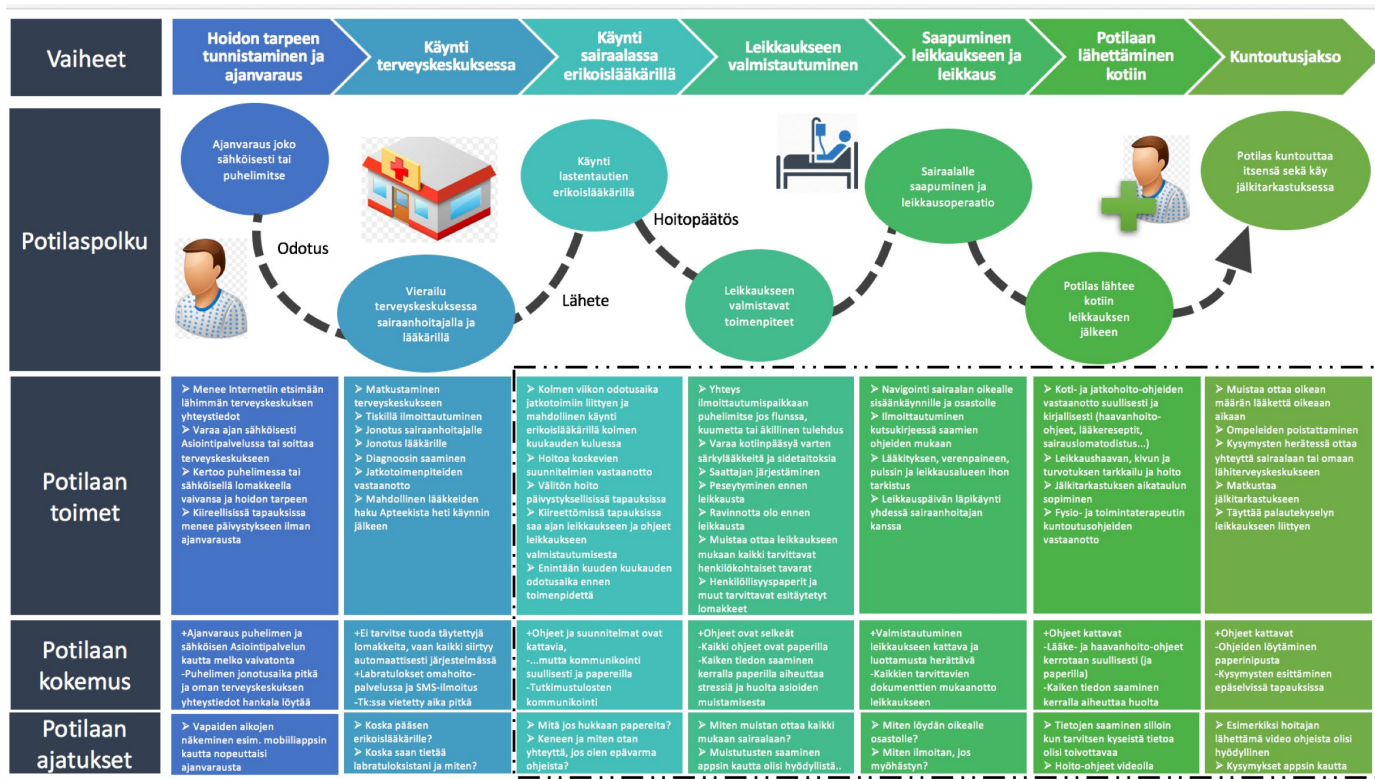 Vaiheet
Hoidon tarpeen
tunnistaminen ja
ajanvaraus
Käynti
terveyskeskuksessa
Käynti
sairaalassa
erikoislääkärillä
Leikkaukseen
valmistautuminen
Saapuminen
leikkaukseen ja
leikkaus
Potilaan
lähettäminen
kotiin
Kuntoutusjakso
Potilaspolku
Ajanvaraus joko
sähköisesti tai
puhelimitse
Odotus
Vierailu
terveyskeskuksessa
sairaanhoitajalla ja
lääkärillä
Lähete
Käynti
lastentautien
erikoislääkärillä
Hoitopäätös
Leikkaukseen
valmistavat
toimenpiteet
Sairaalalle
saapuminen ja
leikkausoperaatio
Potilas lähtee
kotiin
leikkauksen
jälkeen
Potilas kuntouttaa
itsensä sekä käy
jälkitarkastuksessa
Potilaan
toimet
➢ Menee Internetiin etsimään
lähimmän terveyskeskuksen
yhteystiedot
➢ Varaa ajan sähköisesti
Asiointipalvelussa tai soittaa
terveyskeskukseen
➢ Kertoo puhelimessa tai
sähköisellä lomakkeella
vaivansa ja hoidon tarpeen
➢ Kiireellisissä tapauksissa
menee päivystykseen ilman
ajanvarausta
➢ Matkustaminen
terveyskeskukseen
➢ Tiskillä ilmoittautuminen
➢ Jonotus sairaanhoitajalle
➢ Jonotus lääkärille
➢ Diagnoosin saaminen
➢ Jatkotoimenpiteiden
vastaanotto
➢ Mahdollinen lääkkeiden
haku Apteekista heti käynnin
jälkeen
➢ Kolmen viikon odotusaika
jatkotoimiin liittyen ja
mahdollinen käynti
erikoislääkärillä kolmen
kuukauden kuluessa
➢ Hoitoa koskevien
suunnitelmien vastaanotto
➢ Välitön hoito
päivystyksellisissä tapauksissa
➢ Kiireettömissä tapauksissa
saa ajan leikkaukseen ja ohjeet
leikkaukseen
valmistautumisesta
➢ Enintään kuuden kuukauden
odotusaika ennen
toimenpidettä
➢ Yhteys
ilmoittautumispaikkaan
puhelimitse jos flunssa,
kuumetta tai äkillinen tulehdus
➢ Varaa kotiinpääsyä varten
särkylääkkeitä ja sidetaitoksia
➢ Saattajan järjestäminen
➢ Peseytyminen ennen
leikkausta
➢ Ravinnotta olo ennen
leikkausta
➢ Muistaa ottaa leikkaukseen
mukaan kaikki tarvittavat
henkilökohtaiset tavarat
➢ Henkilöllisyyspaperit ja
muut tarvittavat esitäytetyt
lomakkeet
➢ Navigointi sairaalan oikealle
sisäänkäynnille ja osastolle
➢ Ilmoittautuminen
kutsukirjeessä saamien
ohjeiden mukaan
➢ Lääkityksen, verenpaineen,
pulssin ja leikkausalueen ihon
tarkistus
➢ Leikkauspäivän läpikäynti
yhdessä sairaanhoitajan
kanssa
➢ Koti- ja jatkohoito-ohjeiden
vastaanotto suullisesti ja
kirjallisesti (haavanhoito-
ohjeet, lääkereseptit,
sairauslomatodistus...)
➢ Leikkaushaavan, kivun ja
turvotuksen tarkkailu ja hoito
➢ Jälkitarkastuksen aikataulun
sopiminen
➢ Fysio- ja toimintaterapeutin
kuntoutusohjeiden
vastaanotto
➢ Muistaa ottaa oikean
määrän lääkettä oikeaan
aikaan
➢ Ompeleiden poistattaminen
➢ Kysymysten herätessä ottaa
yhteyttä sairaalaan tai omaan
lähiterveyskeskukseen
➢ Matkustaa
jälkitarkastukseen
➢ Täyttää palautekyselyn
leikkaukseen liittyen
Potilaan
kokemus
+Ajanvaraus puhelimen ja
sähköisen Asiointipalvelun
kautta melko vaivatonta
-Puhelimen jonotusaika pitkä
ja oman terveyskeskuksen
yhteystiedot hankala löytää
+Ei tarvitse tuoda täytettyjä
lomakkeita, vaan kaikki siirtyy
automaattisesti järjestelmässä
+Labratulokset omahoito-
palvelussa ja SMS-ilmoitus
-Tk:ssa vietetty aika pitkä
+Ohjeet ja suunnitelmat ovat
kattavia,
-...mutta kommunikointi
suullisesti ja papereilla
-Tutkimustulosten
kommunikointi
+Ohjeet ovat selkeät
-Kaikki ohjeet ovat paperilla
-Kaiken tiedon saaminen
kerralla paperilla aiheuttaa
stressiä ja huolta asioiden
muistamisesta
+Valmistautuminen
leikkaukseen kattava ja
luottamusta herättävä
-Kaikkien tarvittavien
dokumenttien mukaanotto
leikkaukseen
+Ohjeet kattavat
-Lääke- ja haavanhoito-ohjeet
kerrotaan suullisesti (ja
paperilla)
-Kaiken tiedon saaminen
kerralla aiheuttaa huolta
+Ohjeet kattavat
-Ohjeiden löytäminen
paperinipusta
-Kysymysten esittäminen
epäselvissä tapauksissa
Potilaan
ajatukset
➢ Vapaiden aikojen
näkeminen esim. mobiiliappsin
kautta nopeuttaisi
ajanvarausta
➢ Koska pääsen
erikoislääkärille?
➢ Koska saan tietää
labratuloksistani ja miten?
➢ Mitä jos hukkaan papereita?
➢ Keneen ja miten otan
yhteyttä, jos olen epävarma
ohjeista?
➢ Miten muistan ottaa kaikki
mukaan sairaalaan?
➢ Muistutusten saaminen
appsin kautta olisi hyödyllistä..
➢ Miten löydän oikealle
osastolle?
➢ Miten ilmoitan, jos
myöhästyn?
➢ Tietojen saaminen silloin
kun tarvitsen kyseistä tietoa
olisi toivottavaa
➢ Hoito-ohjeet videolla
➢ Esimerkiksi hoitajan
lähettämä video ohjeista olisi
hyödyllinen
➢ Kysymykset appsin kautta